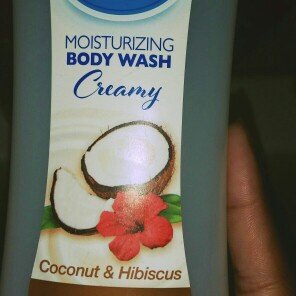 MOISTURIZING
BODY WASH
Creamy
Coconut & Hibiscus